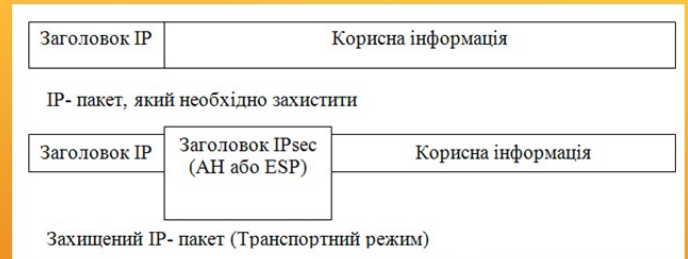 Заголовок IP
Корисна інформація
IP- пакет, який необхідно захистити
Заголовок IP
Заголовок IPsec
(AH або ESP)
Корисна інформація
Захищений IP- пакет (Транспортний режим)